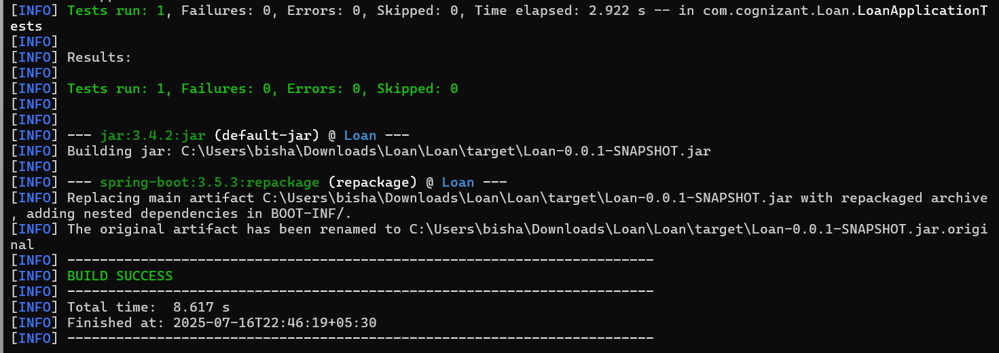 [INFO] Tests run: 1, Failures: 0, Errors: 0, Skipped: 0, Time elapsed: 2.922 s -- in com.cognizant.Loan.LoanApplicationT
ests
[INFO]
[INFO] Results:
[INFO]
[INFO] Tests run: 1, Failures: 0, Errors: 0, Skipped: 0
[INFO]
[INFO]
[INFO] --- jar:3.4.2:jar (default-jar) @ Loan ---
[INFO] Building jar: C:\Users\bisha\Downloads\Loan\Loan\target\Loan-0.0.1-SNAPSHOT.jar
[INFO]
[INFO] --- spring-boot:3.5.3:repackage (repackage) @ Loan ---
[INFO] Replacing main artifact C:\Users\bisha\Downloads\Loan\Loan\target\Loan-0.0.1-SNAPSHOT.jar with repackaged archive
, adding nested dependencies in BOOT-INF/.
[INFO] The original artifact has been renamed to C:\Users\bisha\Downloads\Loan\Loan\target\Loan-0.0.1-SNAPSHOT.jar.origi
nal
[INFO] ------------------------------------------------------------------------
[INFO] BUILD SUCCESS
[INFO] ------------------------------------------------------------------------
[INFO] Total time:  8.617 s
[INFO] Finished at: 2025-07-16T22:46:19+05:30
[INFO] ------------------------------------------------------------------------